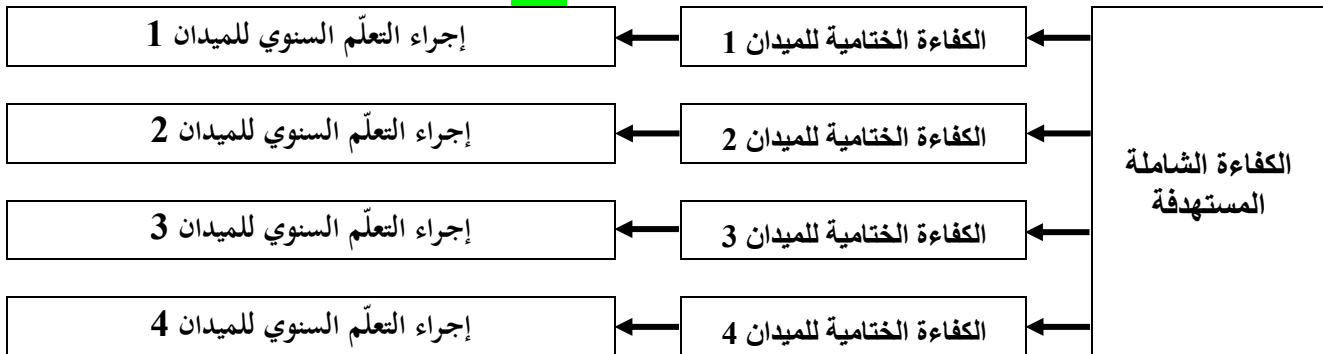 الكفاءة الشاملة
المستهدفة
الكفاءة الختامية للميدان 1
إجراء التعلّم السنوي للميدان 1
الكفاءة الختامية للميدان 2
إجراء التعلّم السنوي للميدان 2
الكفاءة الختامية للميدان 3
إجراء التعلّم السنوي للميدان 3
الكفاءة الختامية للميدان 4
إجراء التعلّم السنوي للميدان 4